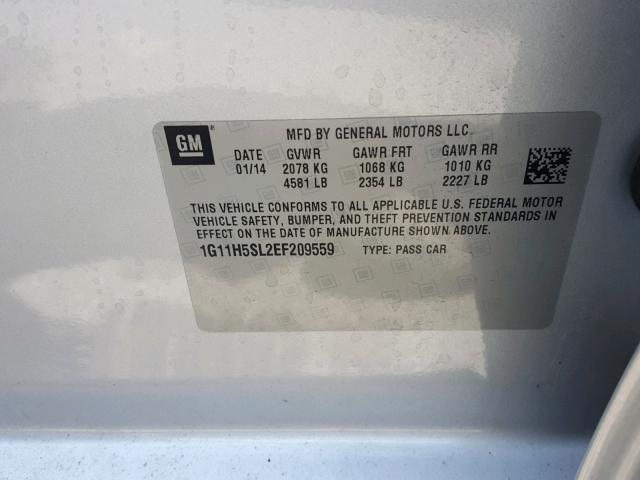 GM
MFD BY GENERAL MOTORS LLC
DATE GVWR GAWR FRT GAWR RR
01/14 2078 KG 1068 KG 1010 KG
4581 LB 2354 LB 2227 LB
THIS VEHICLE CONFORMS TO ALL APPLICABLE U.S. FEDERAL MOTOR
VEHICLE SAFETY, BUMPER, AND THEFT PREVENTION STANDARDS IN
EFFECT ON THE DATE OF MANUFACTURE SHOWN ABOVE.
1G11H5SL2EF209559 TYPE: PASS CAR